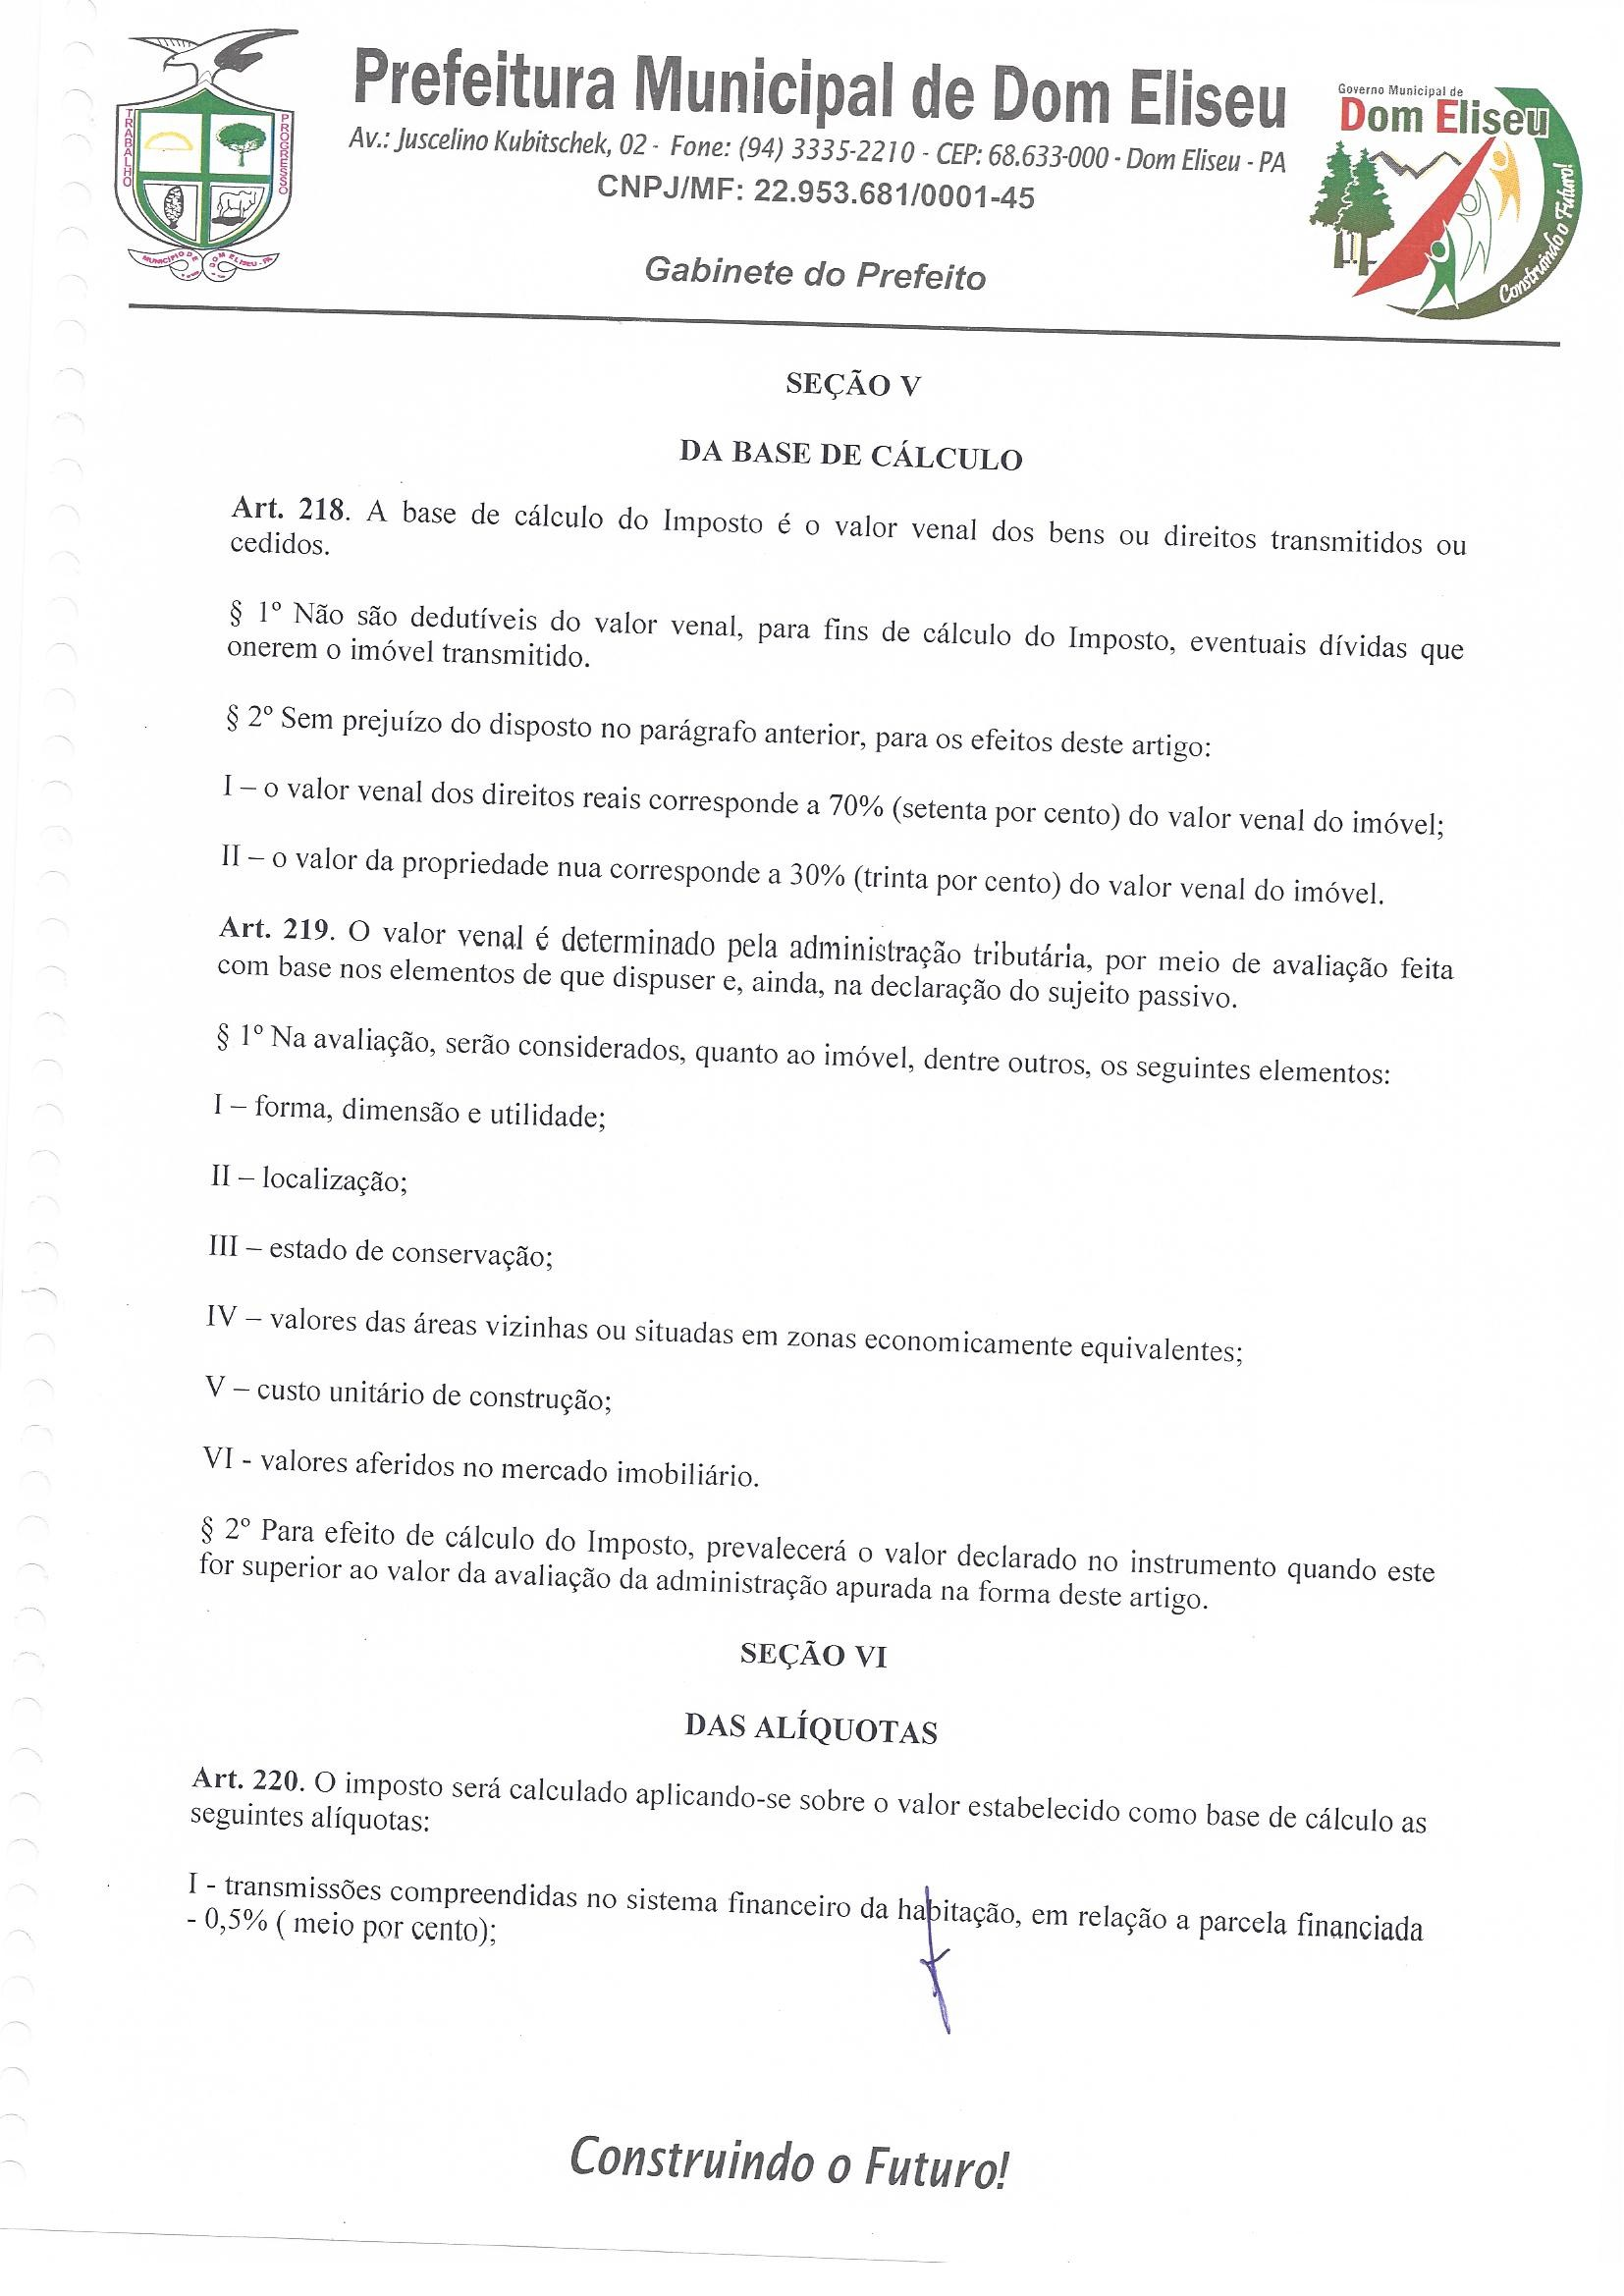 TRABALHO
PROGRESSO
MUNICÍPIO DE DOM ELISEU - PA
Prefeitura Municipal de Dom Eliseu
Av.: Juscelino Kubitschek, 02 - Fone: (94) 3335-2210 - CEP: 68.633-000 - Dom Eliseu - PA
CNPJ/MF: 22.953.681/0001-45
Gabinete do Prefeito
Governo Municipal de
Dom Eliseu
Construindo o Futuro!
SEÇÃO V
DA BASE DE CÁLCULO
Art. 218. A base de cálculo do Imposto é o valor venal dos bens ou direitos transmitidos ou
cedidos.
§ 1º Não são dedutíveis do valor venal, para fins de cálculo do Imposto, eventuais dívidas que
onerem o imóvel transmitido.
§ 2º Sem prejuízo do disposto no parágrafo anterior, para os efeitos deste artigo:
I – o valor venal dos direitos reais corresponde a 70% (setenta por cento) do valor venal do imóvel;
II – o valor da propriedade nua corresponde a 30% (trinta por cento) do valor venal do imóvel.
Art. 219. O valor venal é determinado pela administração tributária, por meio de avaliação feita
com base nos elementos de que dispuser e, ainda, na declaração do sujeito passivo.
§ 1º Na avaliação, serão considerados, quanto ao imóvel, dentre outros, os seguintes elementos:
I – forma, dimensão e utilidade;
II – localização;
III – estado de conservação;
IV – valores das áreas vizinhas ou situadas em zonas economicamente equivalentes;
V – custo unitário de construção;
VI - valores aferidos no mercado imobiliário.
§ 2º Para efeito de cálculo do Imposto, prevalecerá o valor declarado no instrumento quando este
for superior ao valor da avaliação da administração apurada na forma deste artigo.
SEÇÃO VI
DAS ALÍQUOTAS
Art. 220. O imposto será calculado aplicando-se sobre o valor estabelecido como base de cálculo as
seguintes alíquotas:
I - transmissões compreendidas no sistema financeiro da habitação, em relação a parcela financiada
- 0,5% ( meio por cento);
Construindo o Futuro!